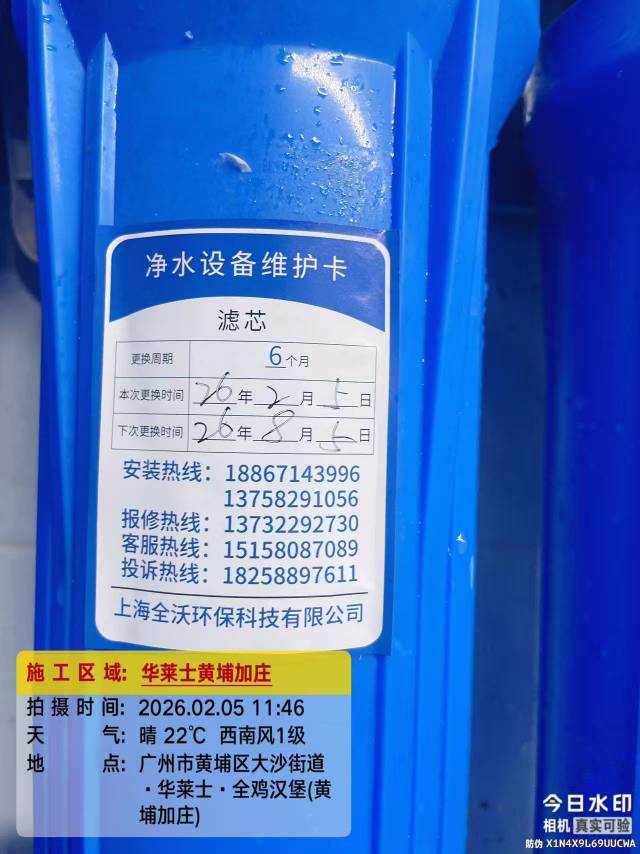 净水设备维护卡
滤芯
更换周期 6个月
本次更换时间 26年2月5日
下次更换时间 26年8月5日
安装热线：18867143996
13758291056
报修热线：13732292730
客服热线：15158087089
投诉热线：18258897611
上海全沃环保科技有限公司
施工区域：华莱士黄埔加庄
拍摄时间：2026.02.05 11:46
天气：晴 22℃ 西南风1级
地点：广州市黄埔区大沙街道
·华莱士·全鸡汉堡(黄
埔加庄)
今日水印
相机 真实可验
防伪 X1N4X9L69UUCWA